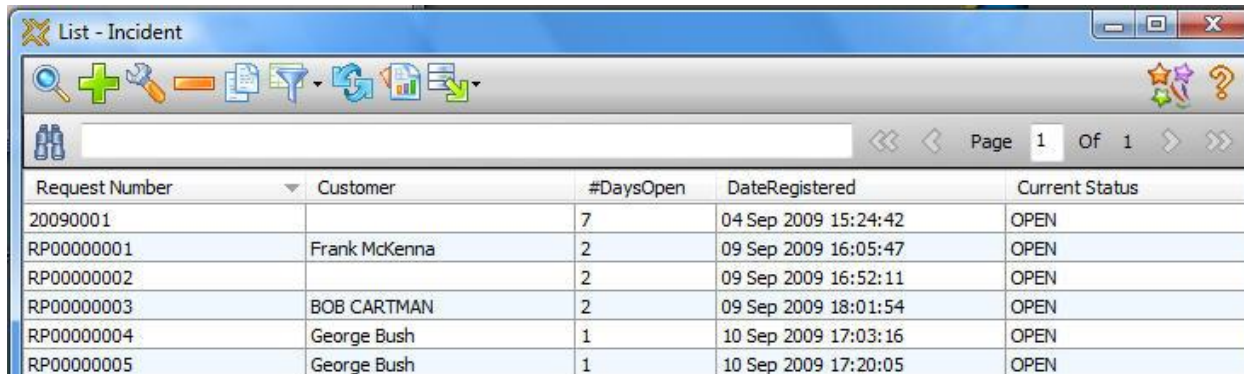 List - Incident
Page 1 Of 1
Request Number Customer #DaysOpen DateRegistered Current Status
20090001 7 04 Sep 2009 15:24:42 OPEN
RP00000001 Frank McKenna 2 09 Sep 2009 16:05:47 OPEN
RP00000002 2 09 Sep 2009 16:52:11 OPEN
RP00000003 BOB CARTMAN 2 09 Sep 2009 18:01:54 OPEN
RP00000004 George Bush 1 10 Sep 2009 17:03:16 OPEN
RP00000005 George Bush 1 10 Sep 2009 17:20:05 OPEN